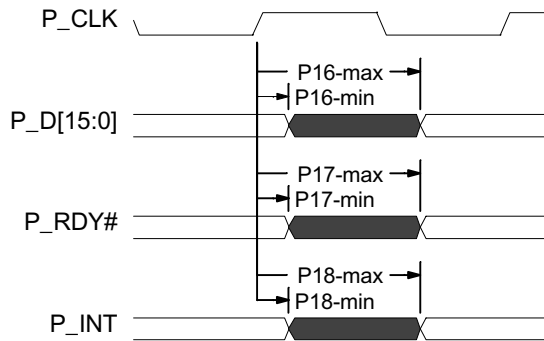 P_CLK
P16-max
P16-min
P_D[15:0]
P17-max
P17-min
P_RDY#
P18-max
P18-min
P_INT